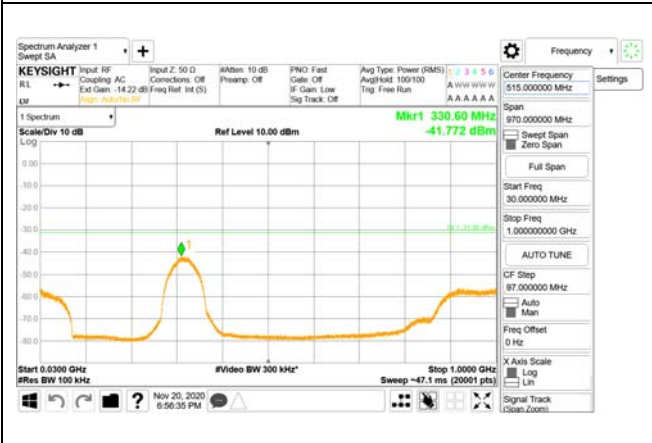 Spectrum Analyzer 1
Swept SA
Frequency
KEYSIGHT
Input: RF
Coupling: AC
Ext Gain: -14.22 dB
Align: Auto/No RF
Input Z: 50 Ω
Corrections: Off
Freq Ref: Int (S)
#Atten: 10 dB
Preamp: Off
PNO: Fast
Gate: Off
IF Gain: Low
Sig Track: Off
Avg Type: Power (RMS)
Avg|Hold: 100/100
Trig: Free Run
1 2 3 4 5 6
A W W W W W
A A A A A A
1 Spectrum
Scale/Div 10 dB
Log
Ref Level 10.00 dBm
Mkr1 330.60 MHz
-41.772 dBm
0.00
-10.0
-20.0
-30.0
-40.0
-50.0
-60.0
-70.0
-80.0
1
Start 0.0300 GHz
#Res BW 100 kHz
#Video BW 300 kHz*
Stop 1.0000 GHz
Sweep ~47.1 ms (20001 pts)
Nov 20, 2020
6:56:35 PM
Center Frequency
515.000000 MHz
Settings
Span
970.000000 MHz
Swept Span
Zero Span
Full Span
Start Freq
30.000000 MHz
Stop Freq
1.000000000 GHz
AUTO TUNE
CF Step
97.000000 MHz
Auto
Man
Freq Offset
0 Hz
X Axis Scale
Log
Lin
Signal Track
(Span Zoom)